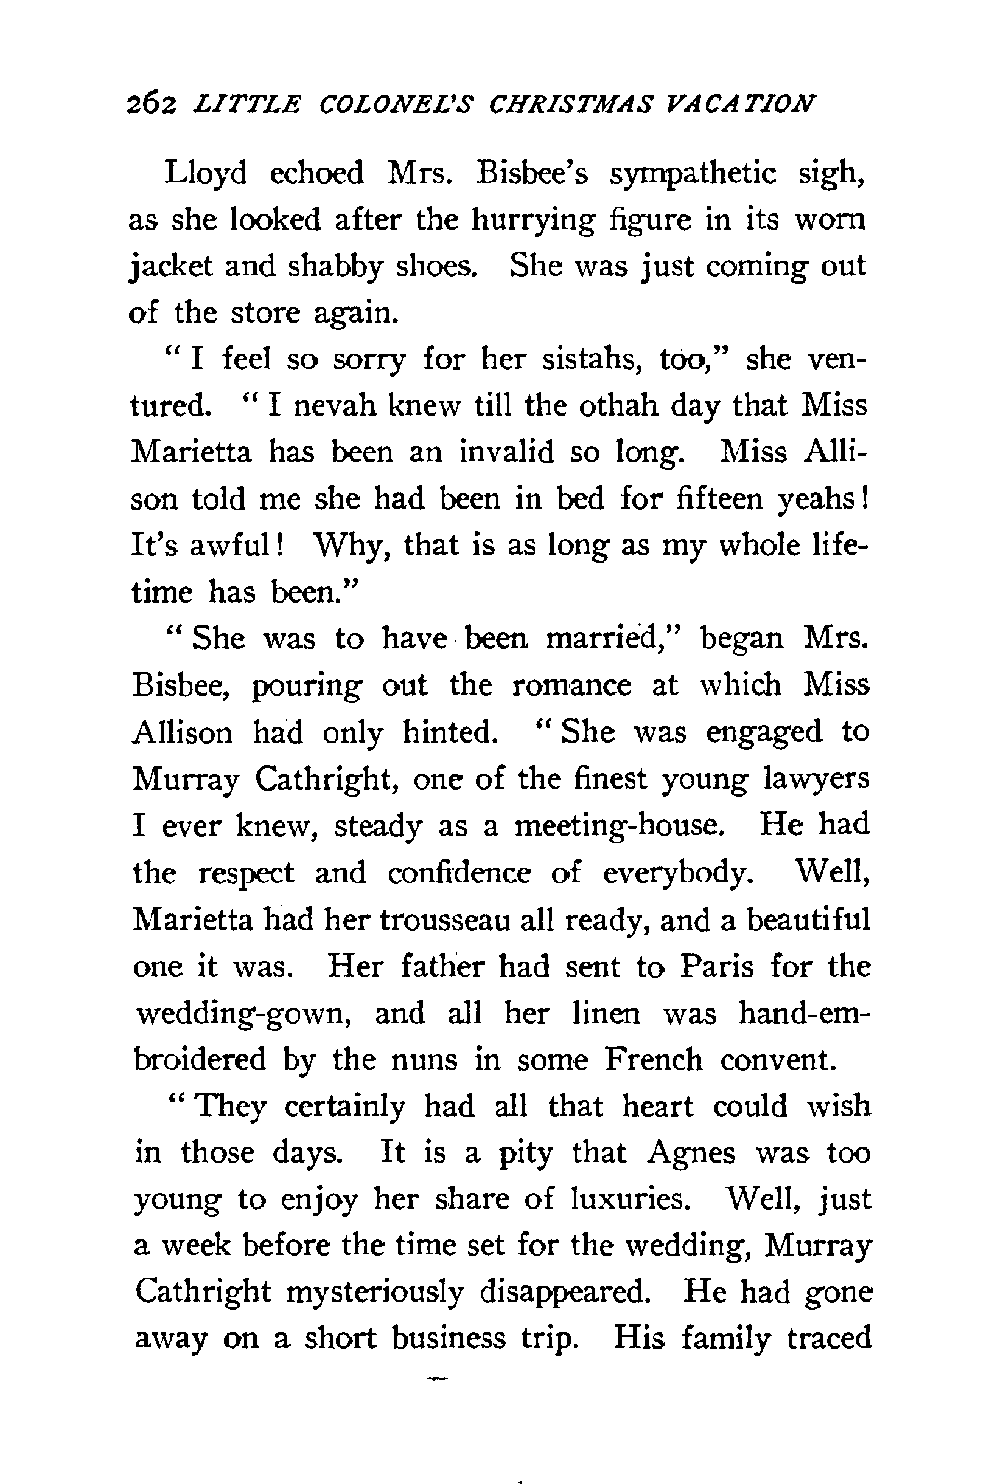 262 LITTLE COLONEL'S CHRISTMAS VACATION
Lloyd echoed Mrs. Bisbee's sympathetic sigh,
as she looked after the hurrying figure in its worn
jacket and shabby shoes. She was just coming out
of the store again.
" I feel so sorry for her sistahs, too," she ven-
tured. " I nevah knew till the othah day that Miss
Marietta has been an invalid so long. Miss Alli-
son told me she had been in bed for fifteen yeahs!
It's awful! Why, that is as long as my whole life-
time has been."
" She was to have been married," began Mrs.
Bisbee, pouring out the romance at which Miss
Allison had only hinted. " She was engaged to
Murray Cathright, one of the finest young lawyers
I ever knew, steady as a meeting-house. He had
the respect and confidence of everybody. Well,
Marietta had her trousseau all ready, and a beautiful
one it was. Her father had sent to Paris for the
wedding-gown, and all her linen was hand-em-
broidered by the nuns in some French convent.
" They certainly had all that heart could wish
in those days. It is a pity that Agnes was too
young to enjoy her share of luxuries. Well, just
a week before the time set for the wedding, Murray
Cathright mysteriously disappeared. He had gone
away on a short business trip. His family traced